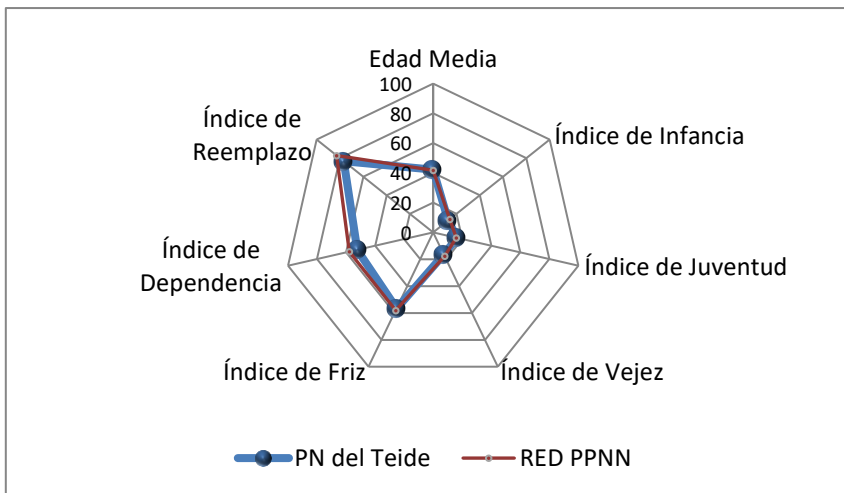 Edad Media
100
80
60
40
20
0
Índice de Infancia
Índice de Juventud
Índice de Vejez
Índice de Friz
Índice de
Dependencia
Índice de
Reemplazo
PN del Teide
RED PPNN